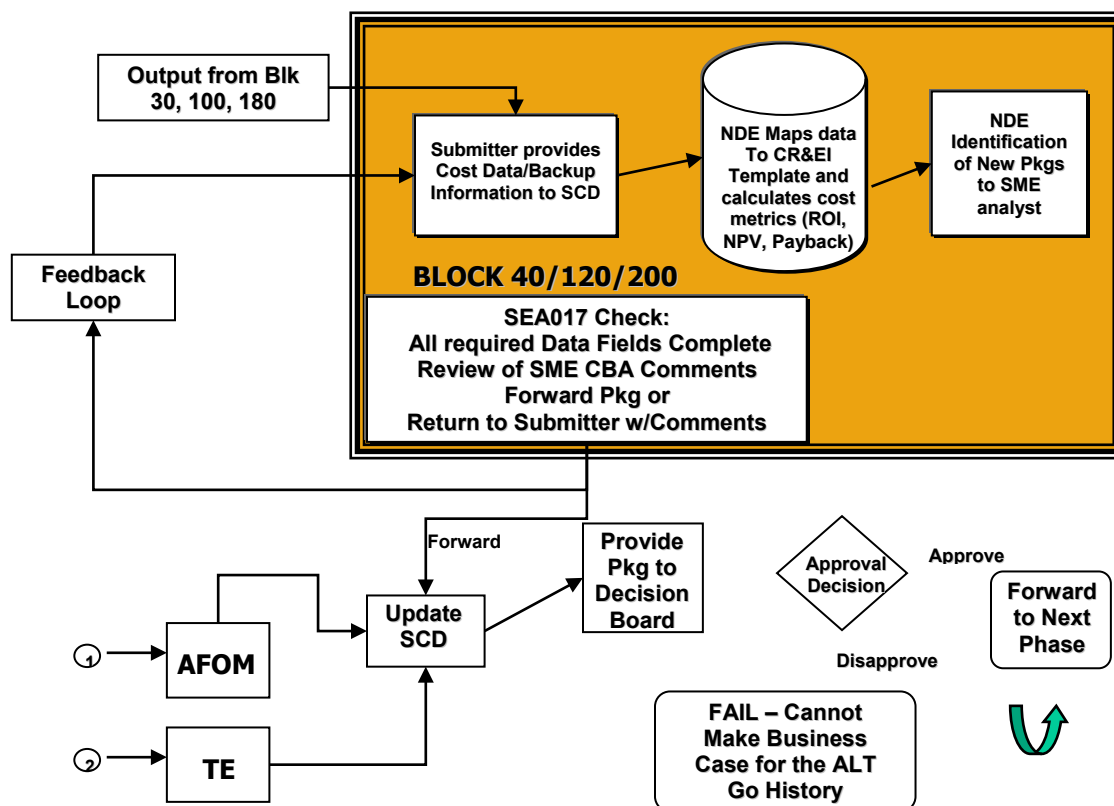 Output from Blk
30, 100, 180
Submitter provides
Cost Data/Backup
Information to SCD
NDE Maps data
To CR&EI
Template and
calculates cost
metrics (ROI,
NPV, Payback)
NDE
Identification
of New Pkgs
to SME
analyst
Feedback
Loop
BLOCK 40/120/200
SEA017 Check:
All required Data Fields Complete
Review of SME CBA Comments
Forward Pkg or
Return to Submitter w/Comments
Forward
Provide
Pkg to
Decision
Board
Approval
Decision
Approve
Forward
to Next
Phase
Update
SCD
1
AFOM
Disapprove
2
TE
FAIL – Cannot
Make Business
Case for the ALT
Go History